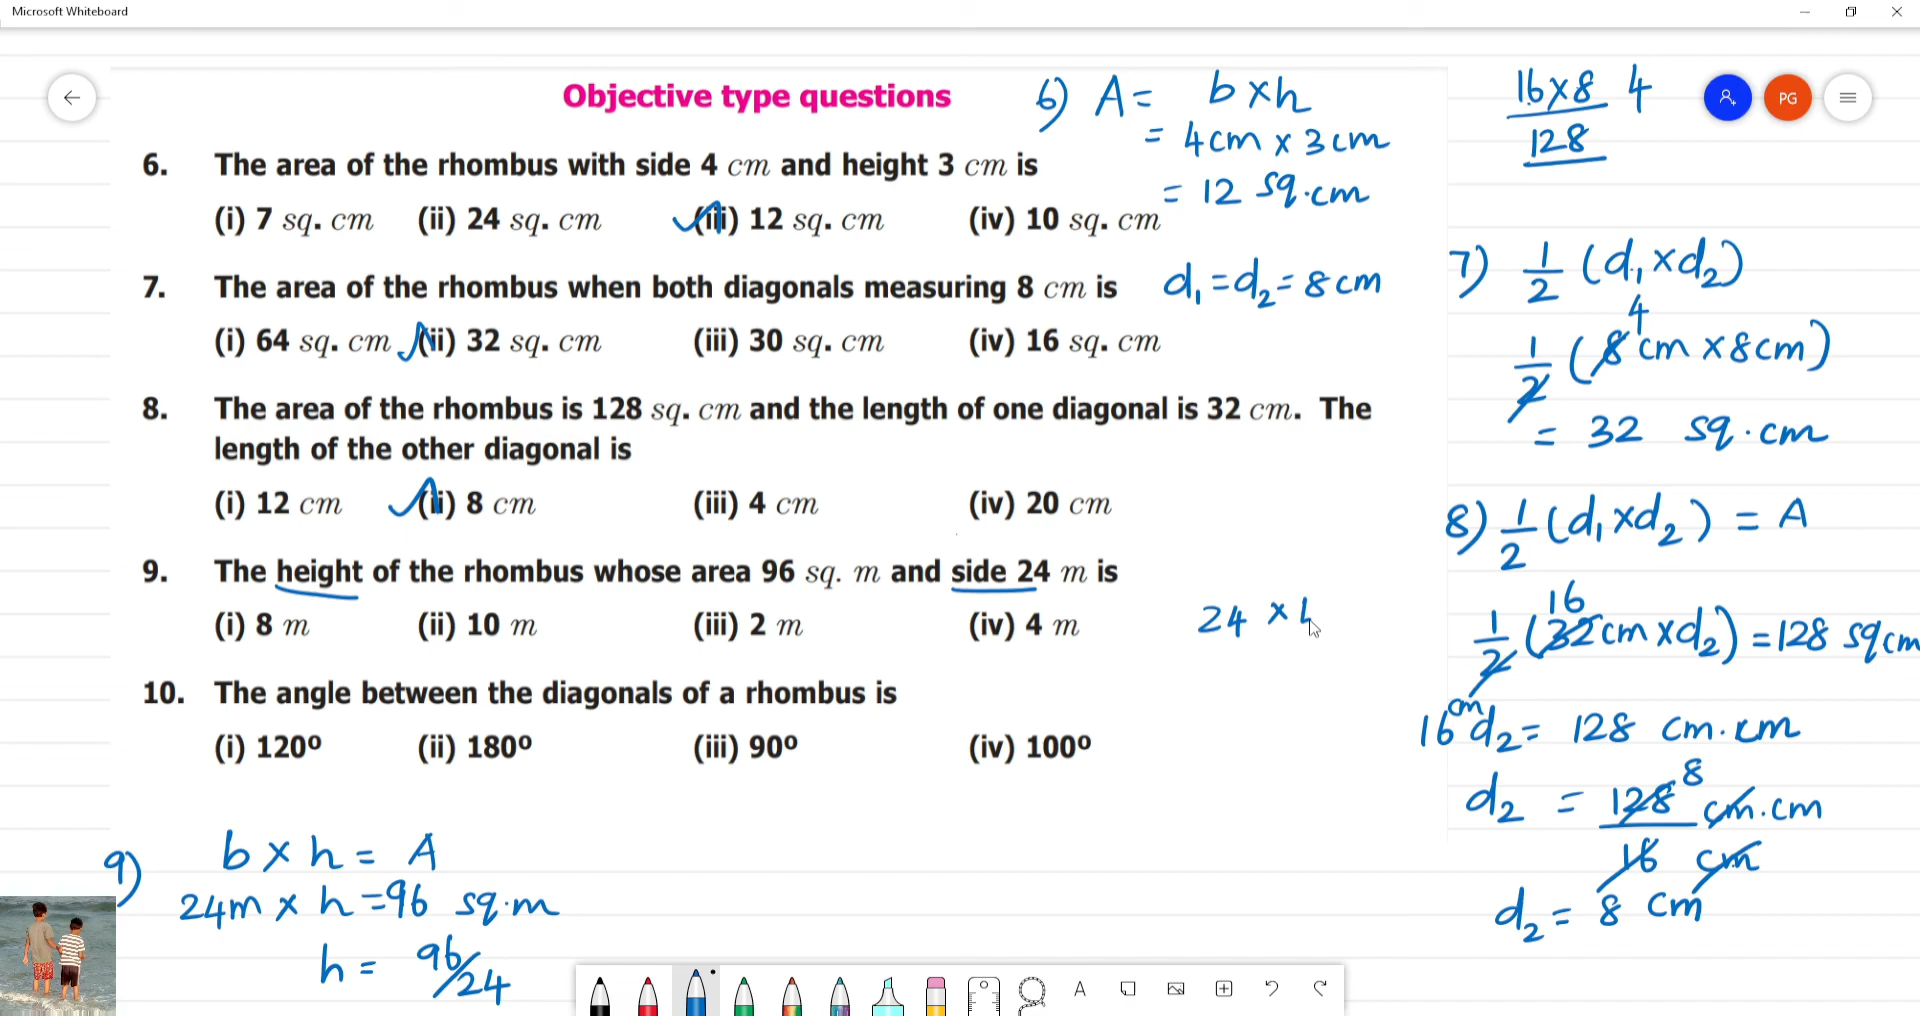 Microsoft Whiteboard
Objective type questions
6. The area of the rhombus with side 4 cm and height 3 cm is
(i) 7 sq. cm (ii) 24 sq. cm (iii) 12 sq. cm (iv) 10 sq. cm
7. The area of the rhombus when both diagonals measuring 8 cm is
(i) 64 sq. cm (ii) 32 sq. cm (iii) 30 sq. cm (iv) 16 sq. cm
8. The area of the rhombus is 128 sq. cm and the length of one diagonal is 32 cm. The
length of the other diagonal is
(i) 12 cm (ii) 8 cm (iii) 4 cm (iv) 20 cm
9. The height of the rhombus whose area 96 sq. m and side 24 m is
(i) 8 m (ii) 10 m (iii) 2 m (iv) 4 m
10. The angle between the diagonals of a rhombus is
(i) 120º (ii) 180º (iii) 90º (iv) 100º
6) A = b x h
= 4cm x 3cm
= 12 sq.cm
d₁ = d₂ = 8cm
24 x
16x8 4
128
PG
7) 1/2 (d₁ x d₂)
4
1/2 (8cm x 8cm)
= 32 sq.cm
8) 1/2 (d₁ x d₂) = A
16
1/2 (32cm x d₂) = 128 sqcm
16 cm d₂ = 128 cm.cm
d₂ = 128 8 cm.cm
16 cm
d₂ = 8 cm
9) b x h = A
24m x h = 96 sq.m
h = 96/24
A